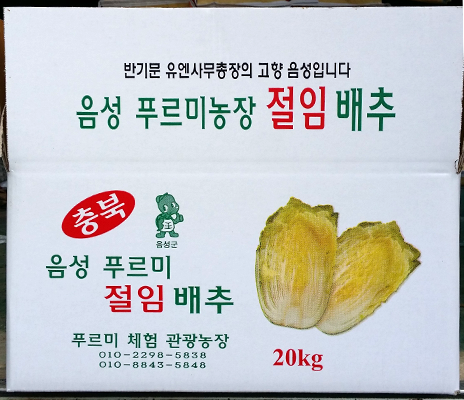 반기문 유엔사무총장의 고향 음성입니다
음성 푸르미농장 절임 배추
충북
음성군
음성 푸르미
절임 배추
푸르미 체험 관광농장
010-2298-5838
010-8843-5848
20kg